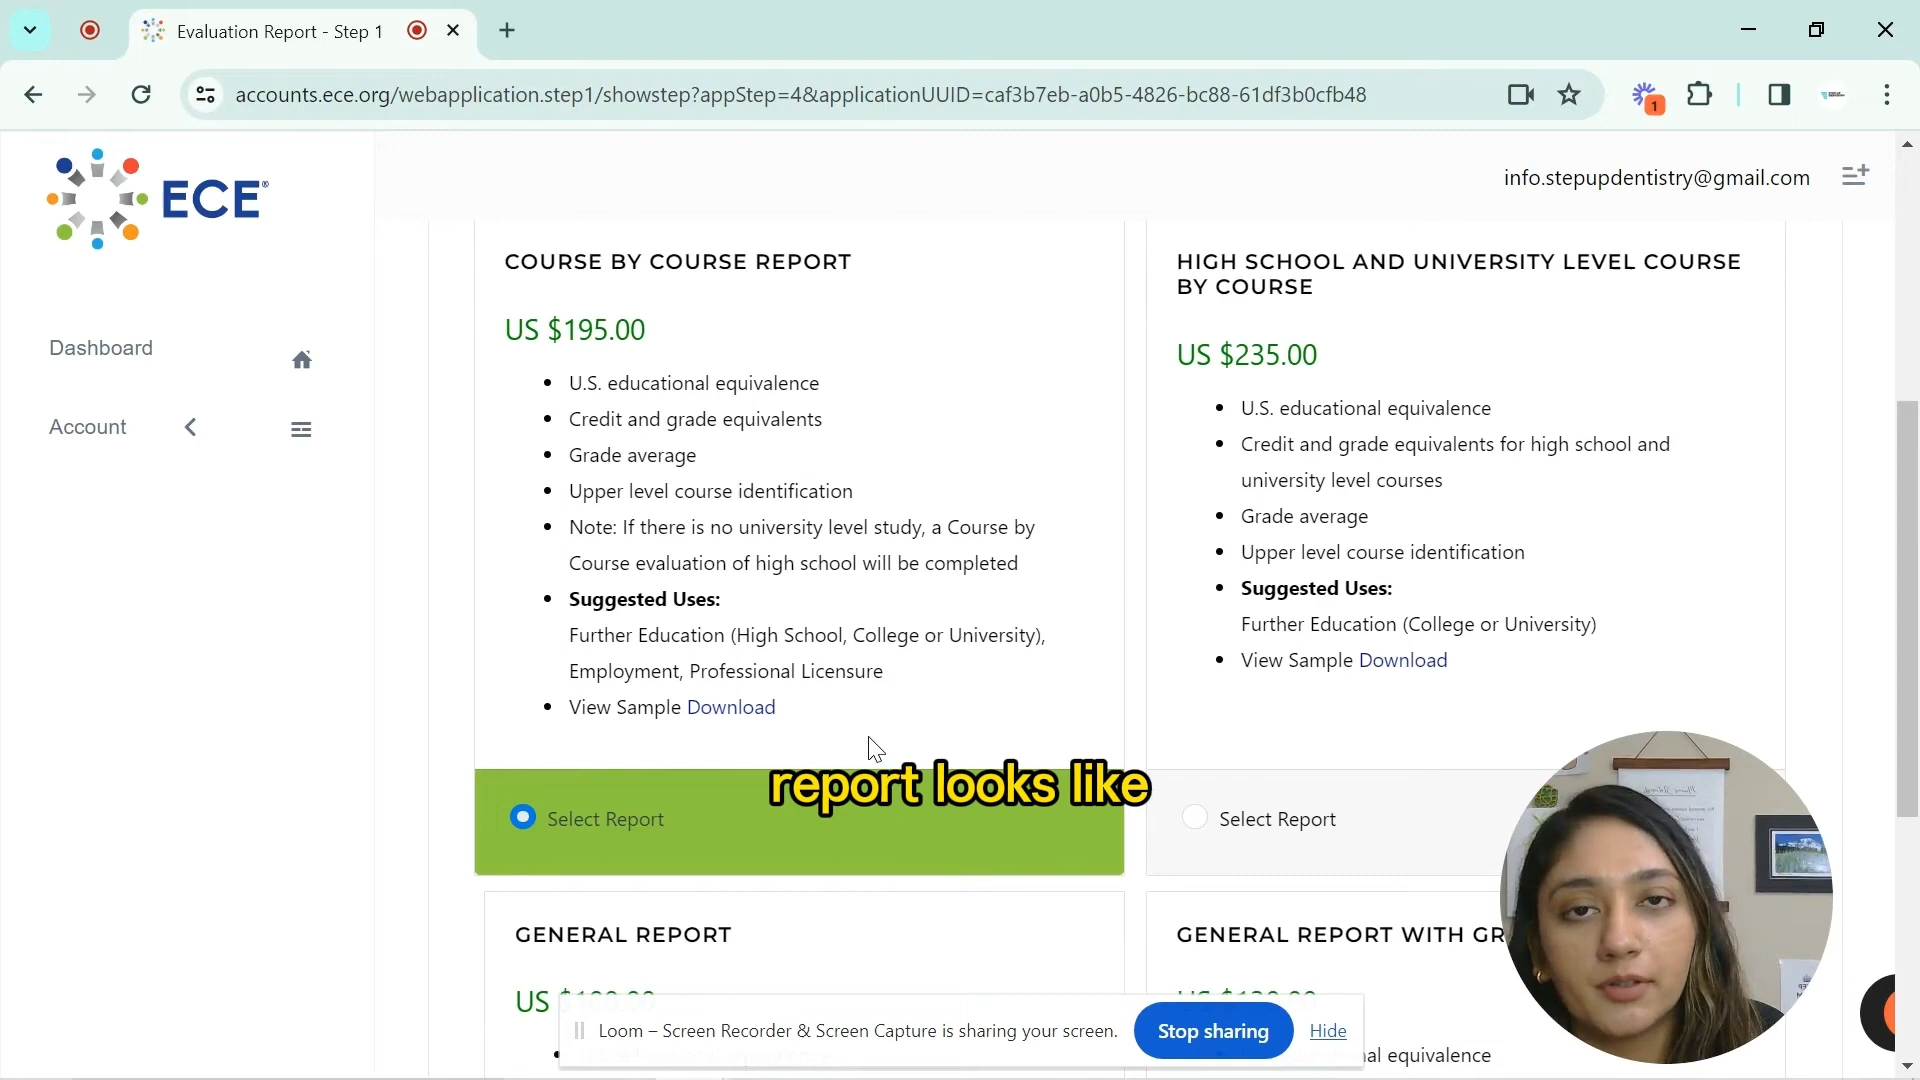 Evaluation Report - Step 1
accounts.ece.org/webapplication.step1/showstep?appStep=4&applicationUUID=caf3b7eb-a0b5-4826-bc88-61df3b0cfb48
1
ECE®
info.stepupdentistry@gmail.com
Dashboard
Account
COURSE BY COURSE REPORT
US $195.00
U.S. educational equivalence
Credit and grade equivalents
Grade average
Upper level course identification
Note: If there is no university level study, a Course by
Course evaluation of high school will be completed
Suggested Uses:
Further Education (High School, College or University),
Employment, Professional Licensure
View Sample Download
Select Report
HIGH SCHOOL AND UNIVERSITY LEVEL COURSE
BY COURSE
US $235.00
U.S. educational equivalence
Credit and grade equivalents for high school and
university level courses
Grade average
Upper level course identification
Suggested Uses:
Further Education (College or University)
View Sample Download
Select Report
report looks like
GENERAL REPORT
US
GENERAL REPORT WITH GR
Loom – Screen Recorder & Screen Capture is sharing your screen.
Stop sharing
Hide
equivalence